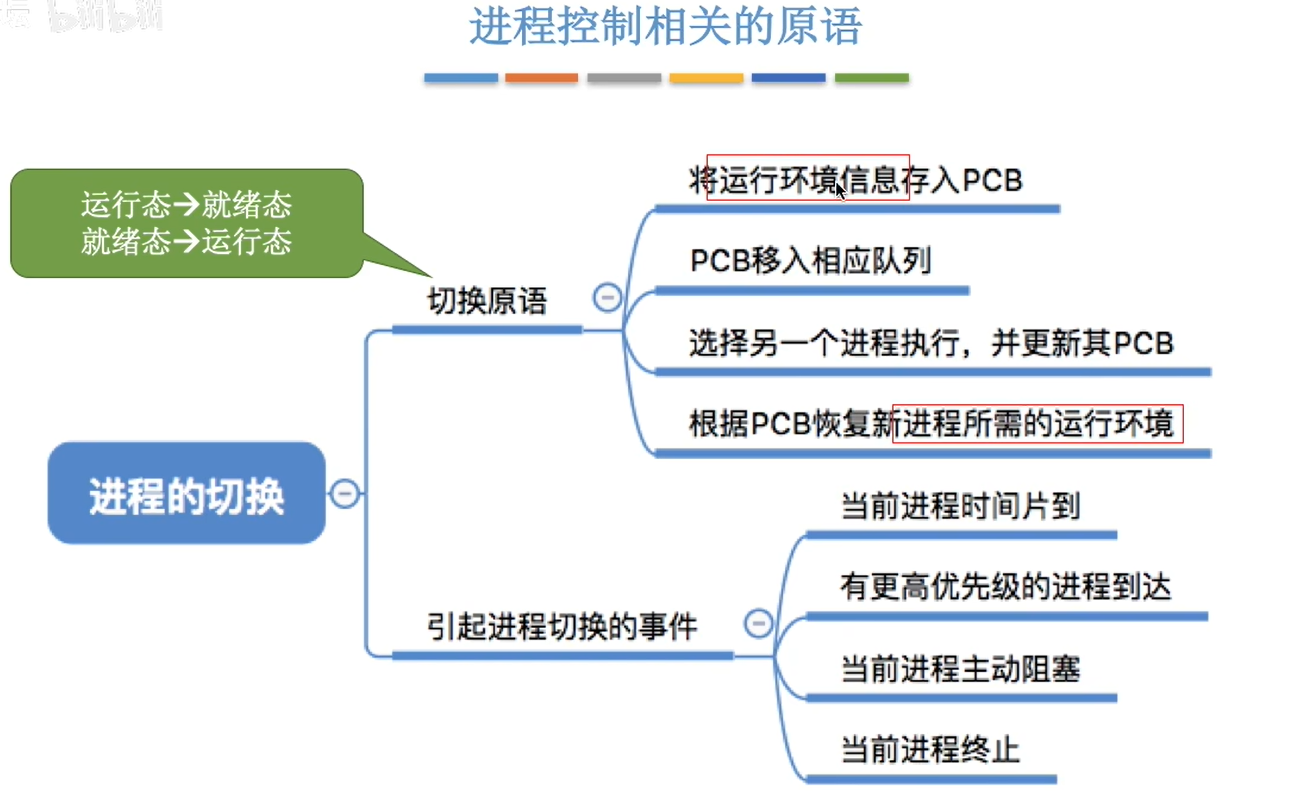 bilibili
进程控制相关的原语
运行态→就绪态
就绪态→运行态
切换原语
将运行环境信息存入PCB
PCB移入相应队列
选择另一个进程执行，并更新其PCB
根据PCB恢复新进程所需的运行环境
进程的切换
引起进程切换的事件
当前进程时间片到
有更高优先级的进程到达
当前进程主动阻塞
当前进程终止